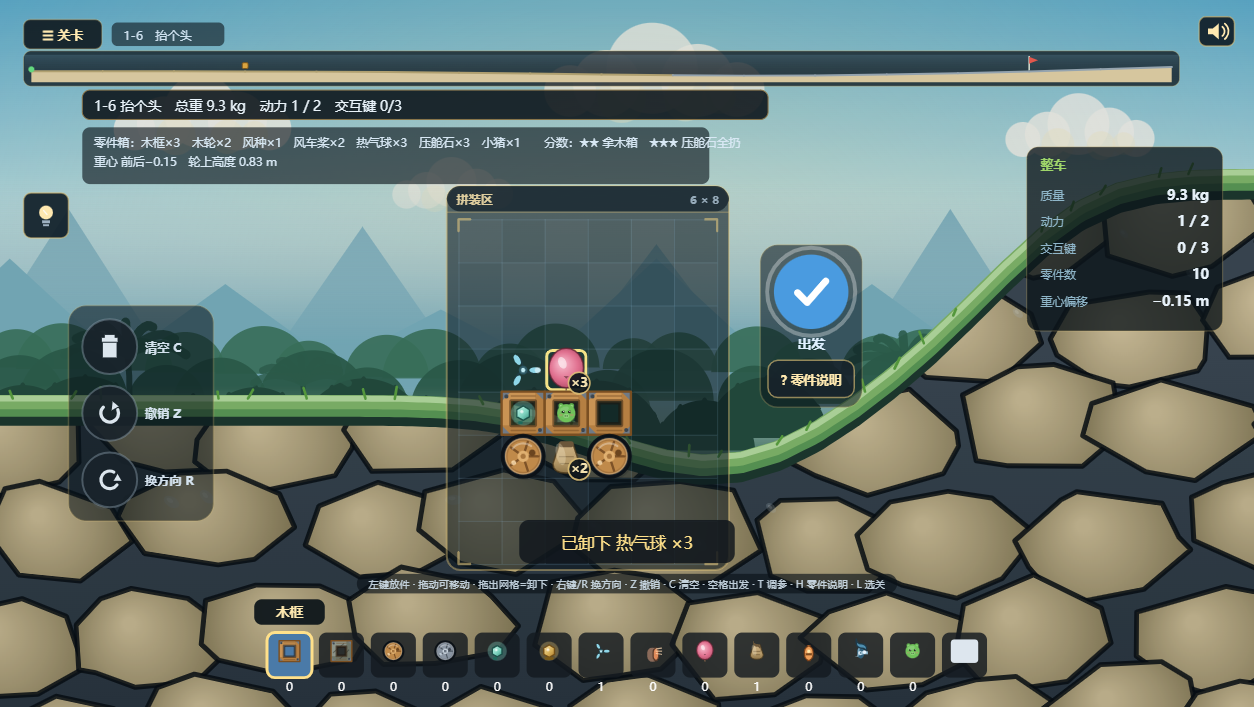 ☰ 关卡
1-6 抬个头
1-6 抬个头 总重 9.3 kg 动力 1 / 2 交互键 0/3
零件箱: 木框×3 木轮×2 风种×1 风车桨×2 热气球×3 压舱石×3 小猪×1 分数: ★★ 拿木箱 ★★★ 压舱石全扔
重心 前后−0.15 轮上高度 0.83 m
整车
质量 9.3 kg
动力 1 / 2
交互键 0 / 3
零件数 10
重心偏移 −0.15 m
拼装区 6 × 8
出发
? 零件说明
清空 C
撤销 Z
换方向 R
×3
×2
已卸下 热气球 ×3
左键放件 · 拖动可移动 · 拖出网格=卸下 · 右键/R 换方向 · Z 撤销 · C 清空 · 空格出发 · T 调参 · H 零件说明 · L 选关
木框
0 0 0 0 0 0 1 0 0 1 0 0 0